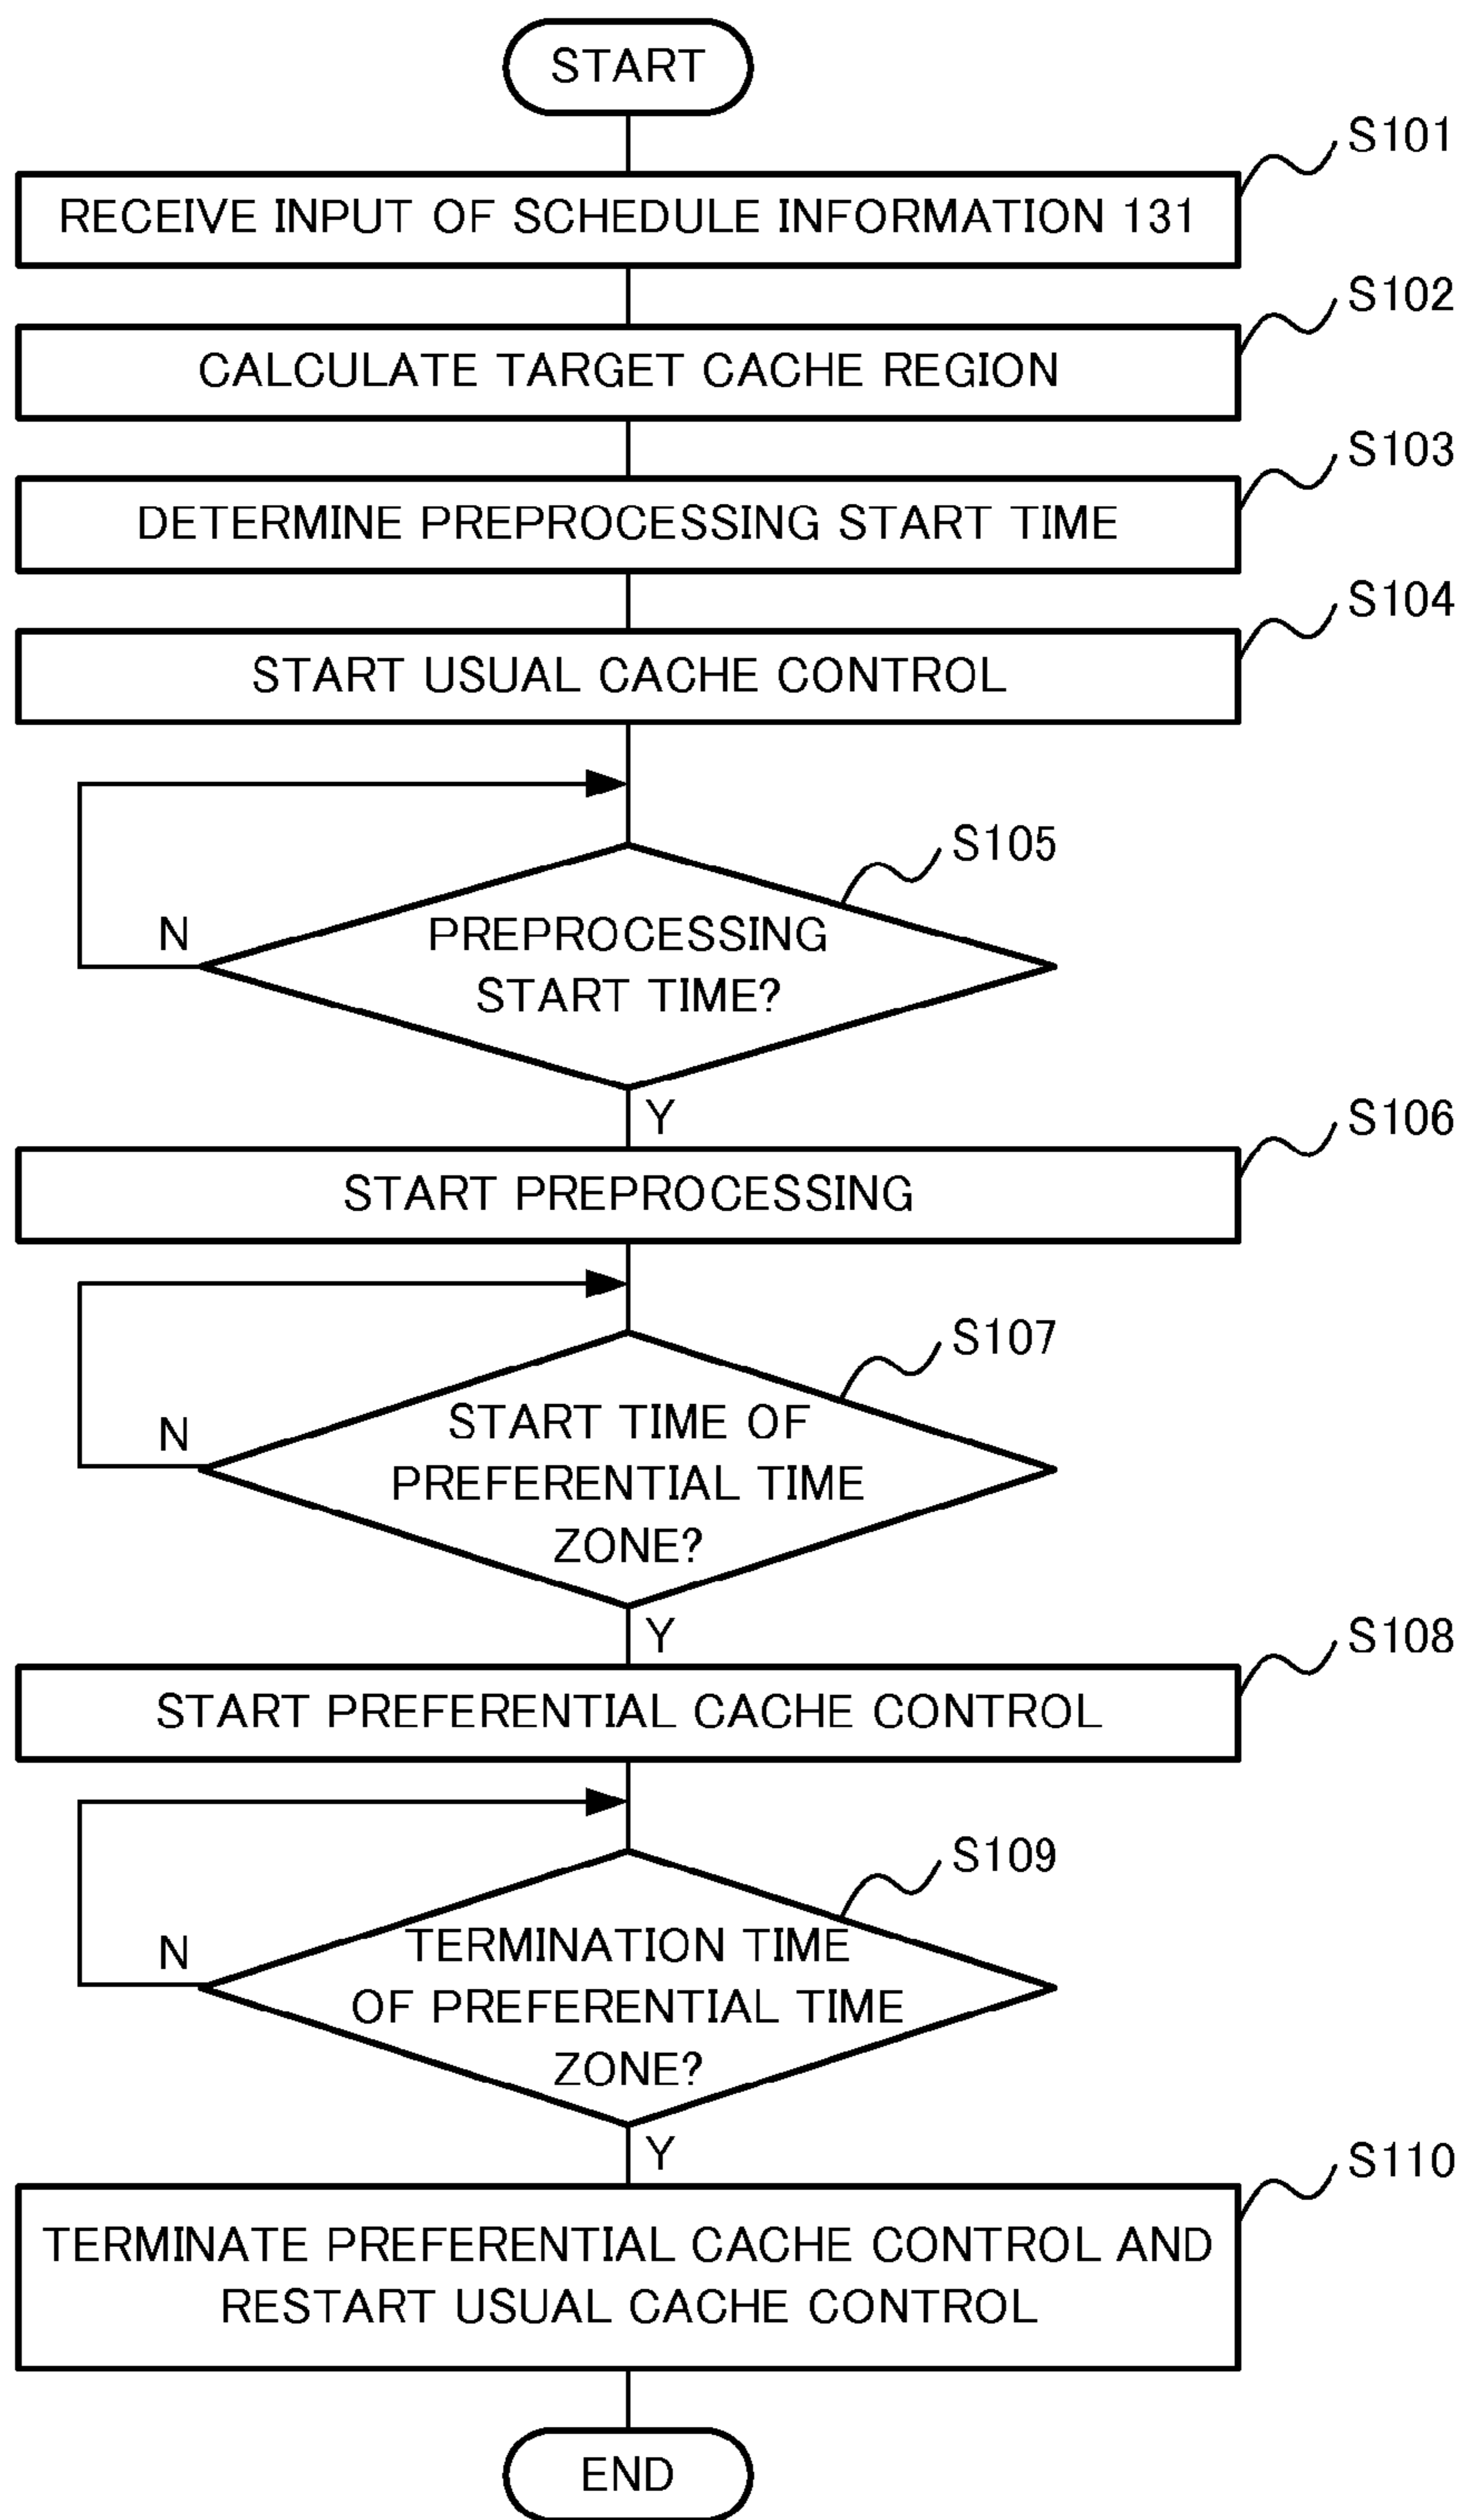 START
S101
RECEIVE INPUT OF SCHEDULE INFORMATION 131
S102
CALCULATE TARGET CACHE REGION
S103
DETERMINE PREPROCESSING START TIME
S104
START USUAL CACHE CONTROL
S105
N
PREPROCESSING
START TIME?
Y
S106
START PREPROCESSING
S107
N
START TIME OF
PREFERENTIAL TIME
ZONE?
Y
S108
START PREFERENTIAL CACHE CONTROL
S109
N
TERMINATION TIME
OF PREFERENTIAL TIME
ZONE?
Y
S110
TERMINATE PREFERENTIAL CACHE CONTROL AND
RESTART USUAL CACHE CONTROL
END